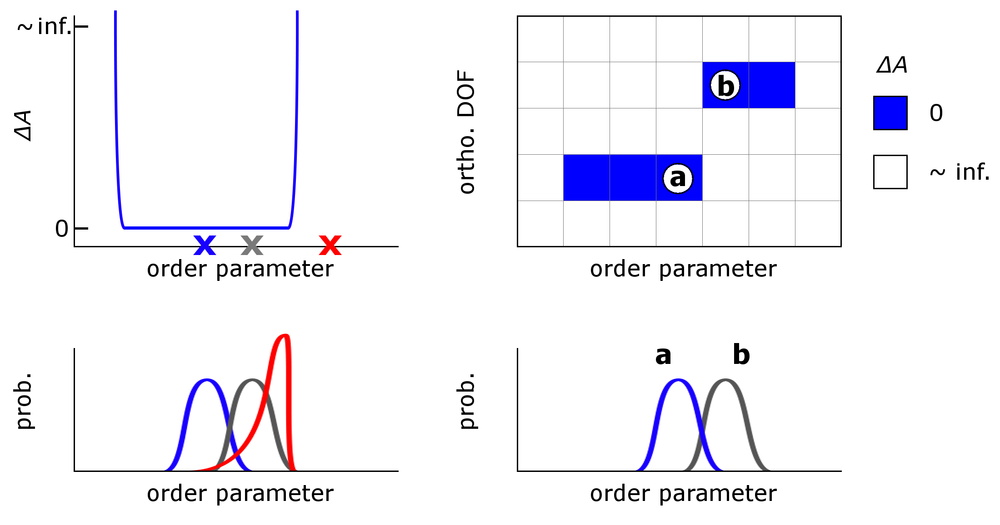 ~ inf.
ΔA
0
x x x
order parameter
ortho. DOF
b
a
order parameter
ΔA
0
~ inf.
prob.
order parameter
a b
prob.
order parameter